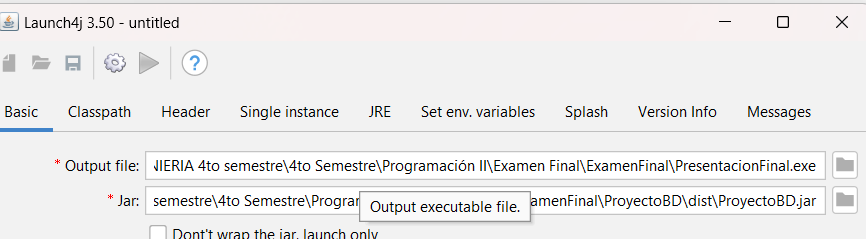 Launch4j 3.50 - untitled
Basic Classpath Header Single instance JRE Set env. variables Splash Version Info Messages
* Output file: NIERIA 4to semestre\4to Semestre\Programación II\Examen Final\ExamenFinal\PresentacionFinal.exe
* Jar: semestre\4to Semestre\Program amenFinal\ProyectoBD\dist\ProyectoBD.jar
Output executable file.
Don't wrap the jar, launch only